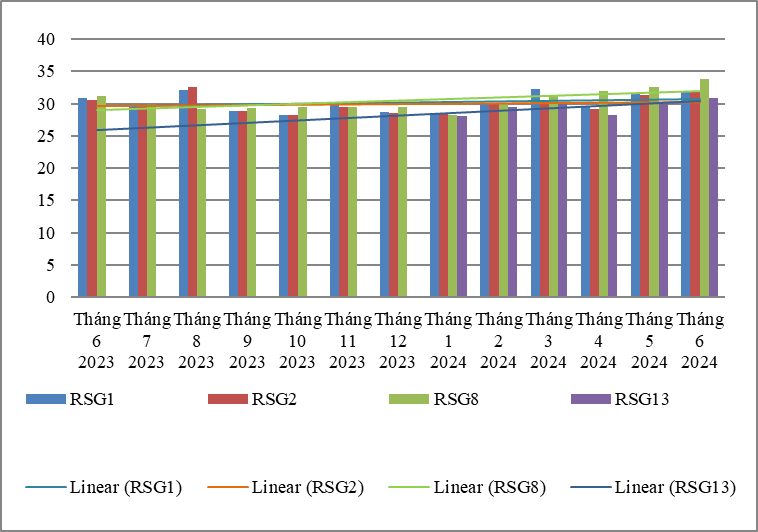 40
35
30
25
20
15
10
5
0
Tháng Tháng Tháng Tháng Tháng Tháng Tháng Tháng Tháng Tháng Tháng Tháng Tháng
6 7 8 9 10 11 12 1 2 3 4 5 6
2023 2023 2023 2023 2023 2023 2023 2024 2024 2024 2024 2024 2024
RSG1 RSG2 RSG8 RSG13
Linear (RSG1) Linear (RSG2) Linear (RSG8) Linear (RSG13)